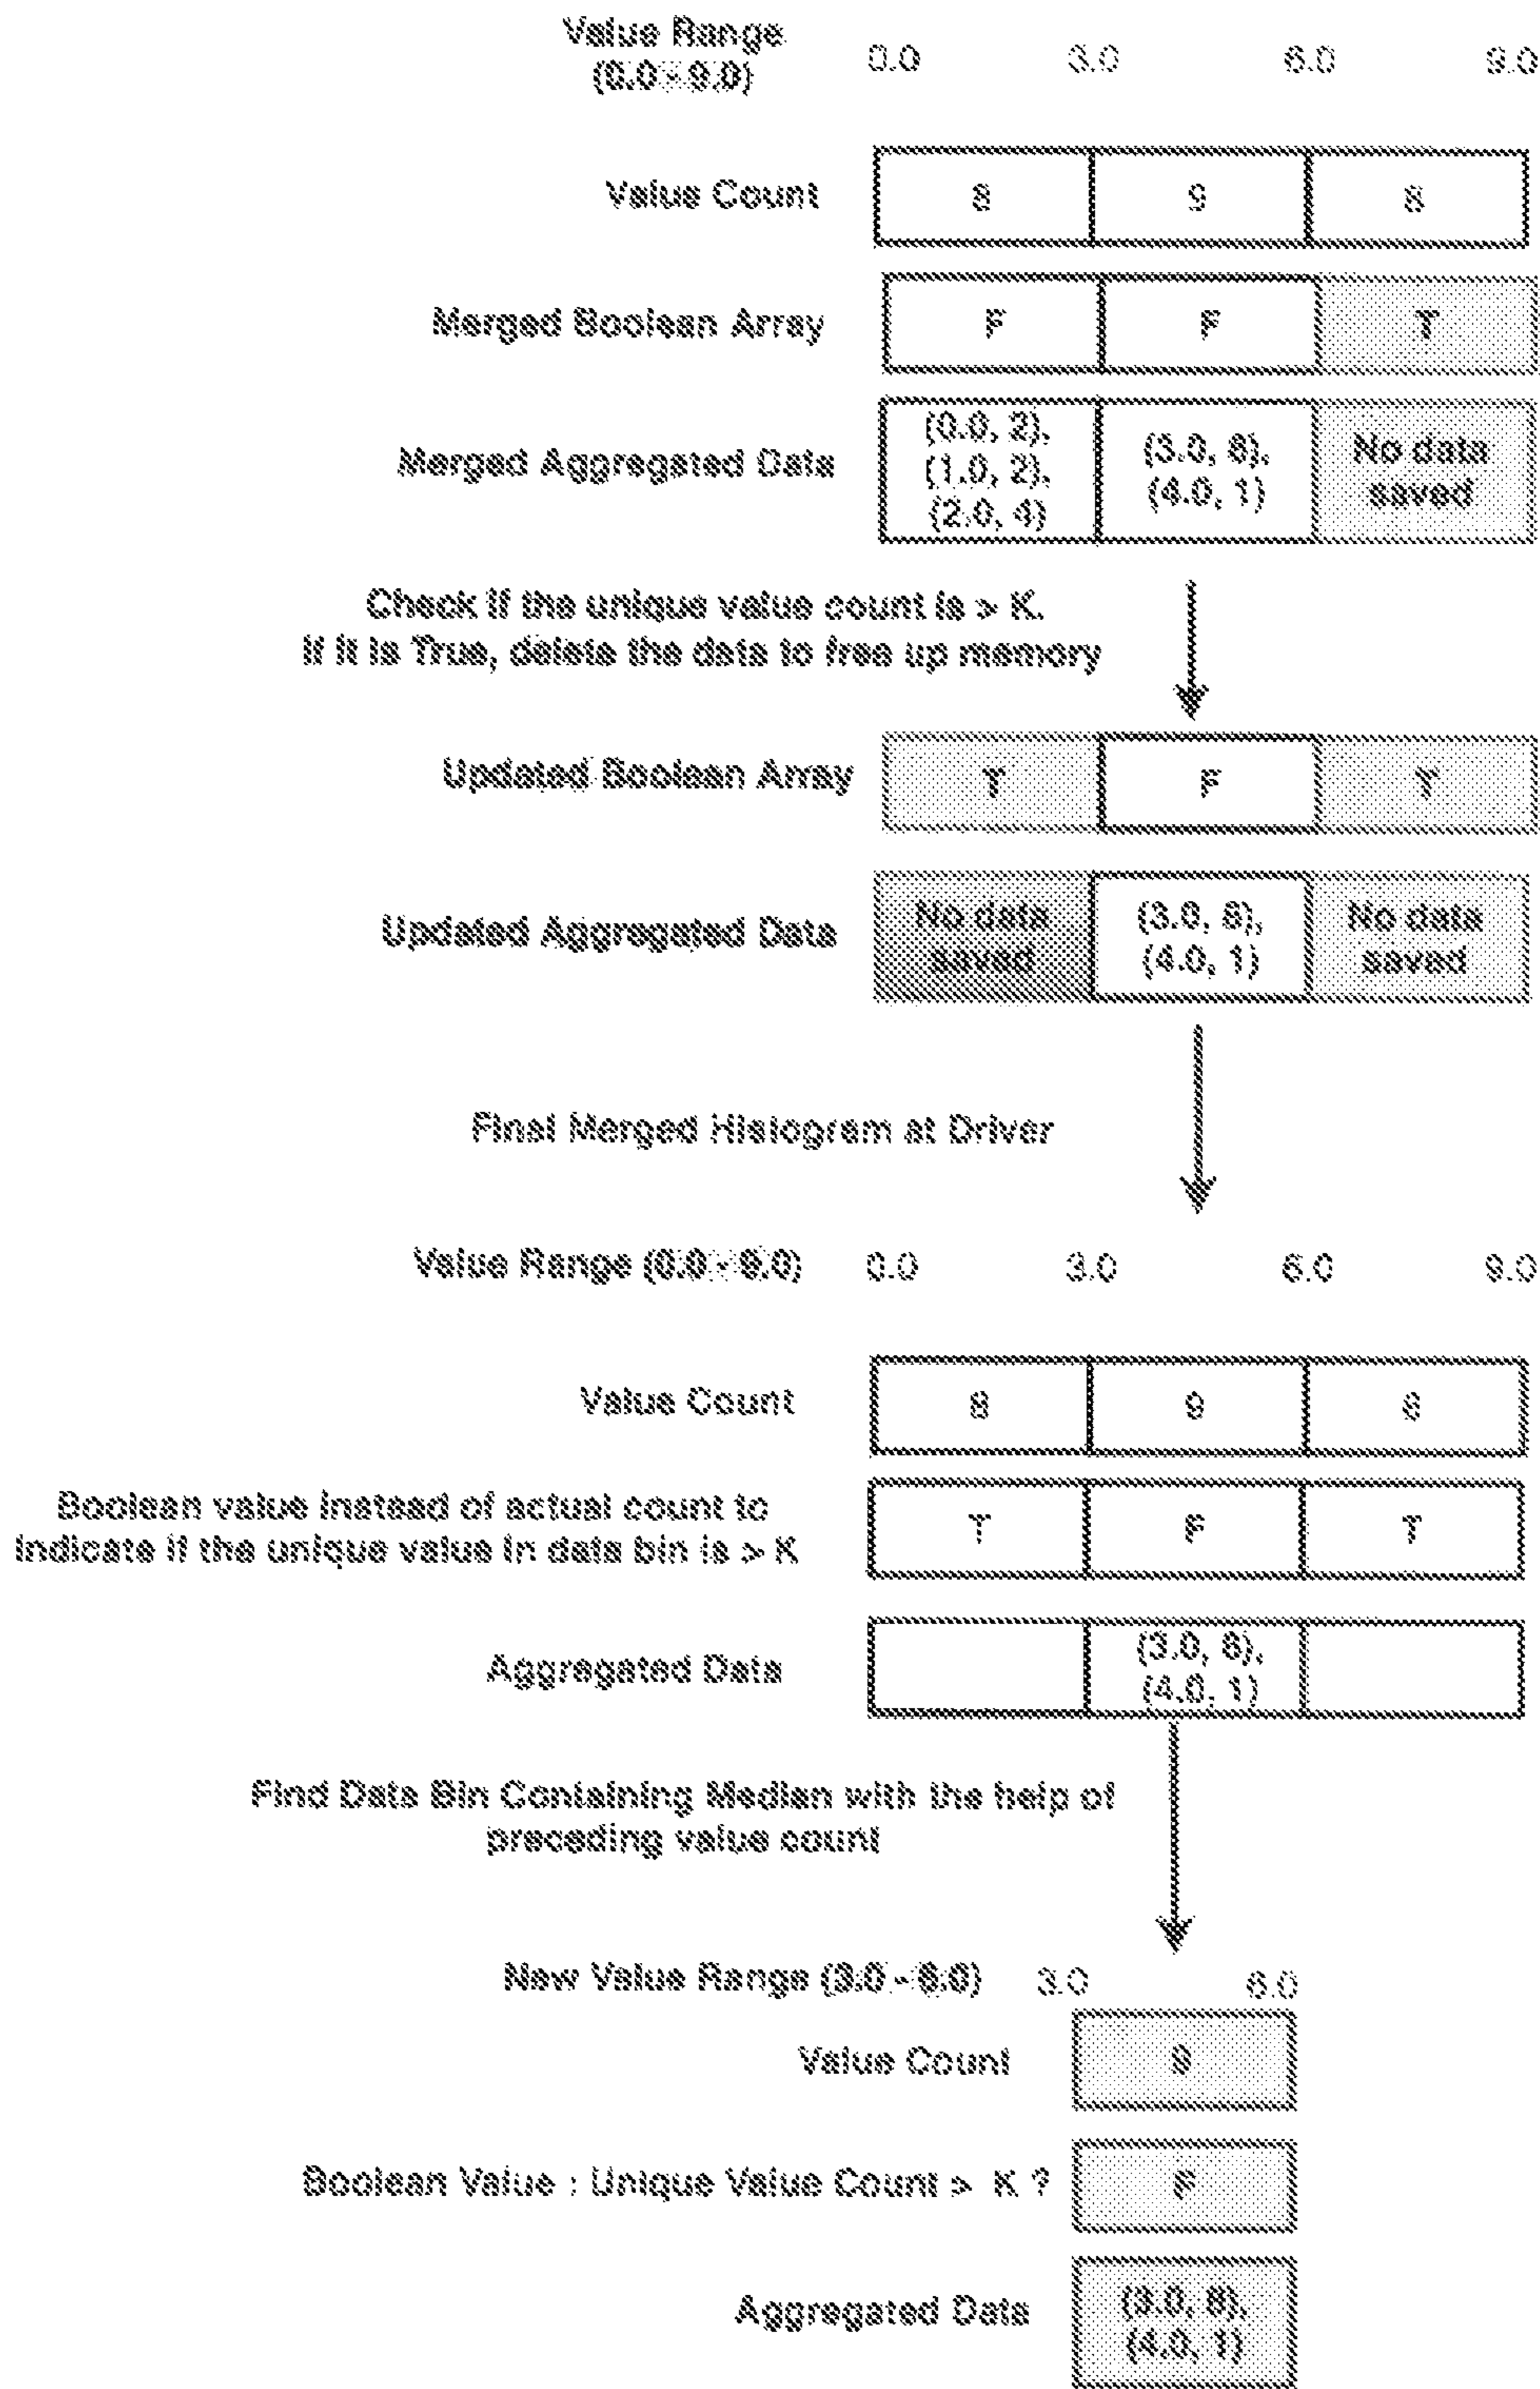 Value Range
(0.0 - 9.0)
0.0 3.0 6.0 9.0
Value Count 8 9 8
Merged Boolean Array F F T
Merged Aggregated Data
(0.0, 2),
(1.0, 2),
(2.0, 4)
(3.0, 8),
(4.0, 1)
No data
saved
Check if the unique value count is > K.
If it is True, delete the data to free up memory
Updated Boolean Array T F T
Updated Aggregated Data
No data
saved
(3.0, 8),
(4.0, 1)
No data
saved
Final Merged Histogram at Driver
Value Range (0.0 - 9.0) 0.0 3.0 6.0 9.0
Value Count 8 9 8
Boolean value instead of actual count to
indicate if the unique value in data bin is > K
T F T
Aggregated Data
(3.0, 8),
(4.0, 1)
Find Data Bin Containing Median with the help of
preceding value count
New Value Range (3.0 - 6.0) 3.0 6.0
Value Count 9
Boolean Value : Unique Value Count > K ? F
Aggregated Data
(3.0, 8),
(4.0, 1)